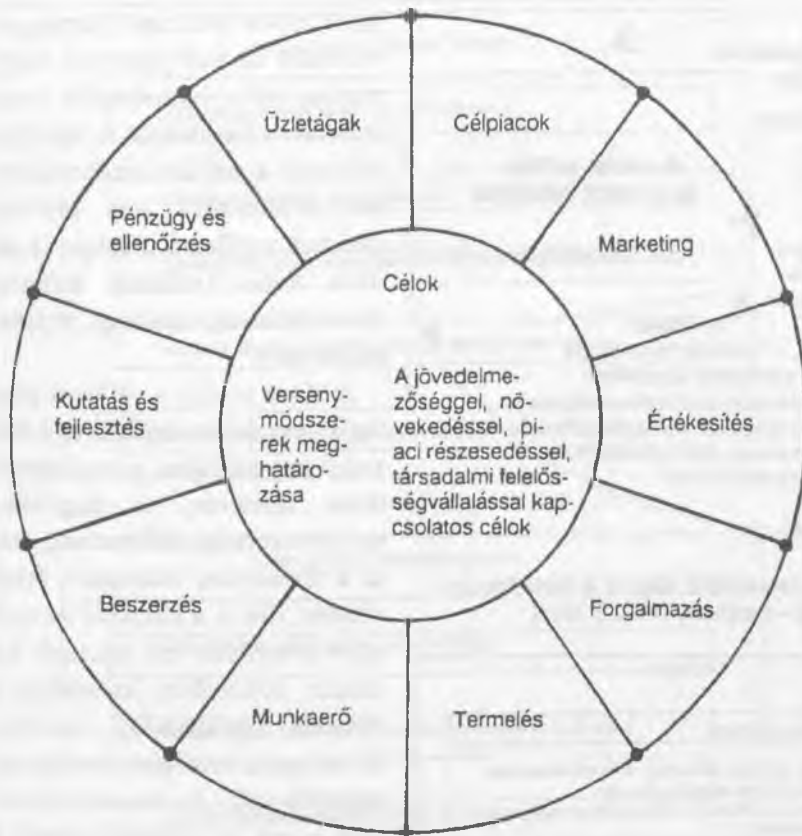 Üzletágak
Célpiacok
Pénzügy és
ellenőrzés
Marketing
Célok
Kutatás és
fejlesztés
Verseny-
módsze-
rek meg-
határo-
zása
A jövedelme-
zőséggel, nö-
vekedéssel, pi-
aci részesedéssel,
társadalmi felelős-
ségvállalással kap-
csolatos célok
Értékesítés
Beszerzés
Forgalmazás
Munkaerő
Termelés